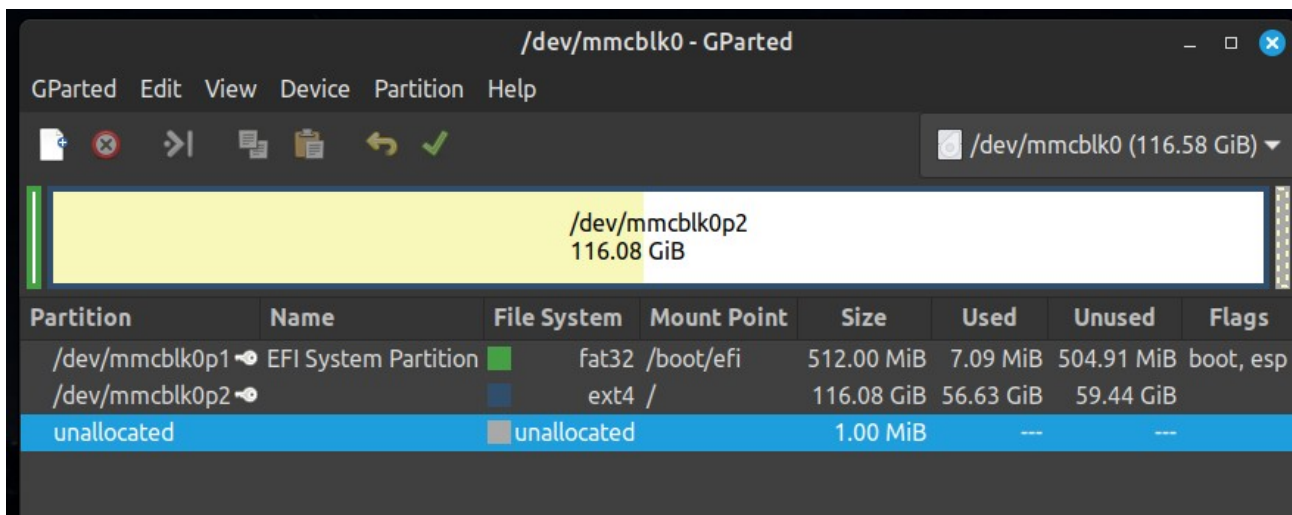 /dev/mmcblk0 - GParted
GParted Edit View Device Partition Help
/dev/mmcblk0 (116.58 GiB)
/dev/mmcblk0p2
116.08 GiB
Partition Name File System Mount Point Size Used Unused Flags
/dev/mmcblk0p1 EFI System Partition fat32 /boot/efi 512.00 MiB 7.09 MiB 504.91 MiB boot, esp
/dev/mmcblk0p2 ext4 / 116.08 GiB 56.63 GiB 59.44 GiB
unallocated unallocated 1.00 MiB --- ---